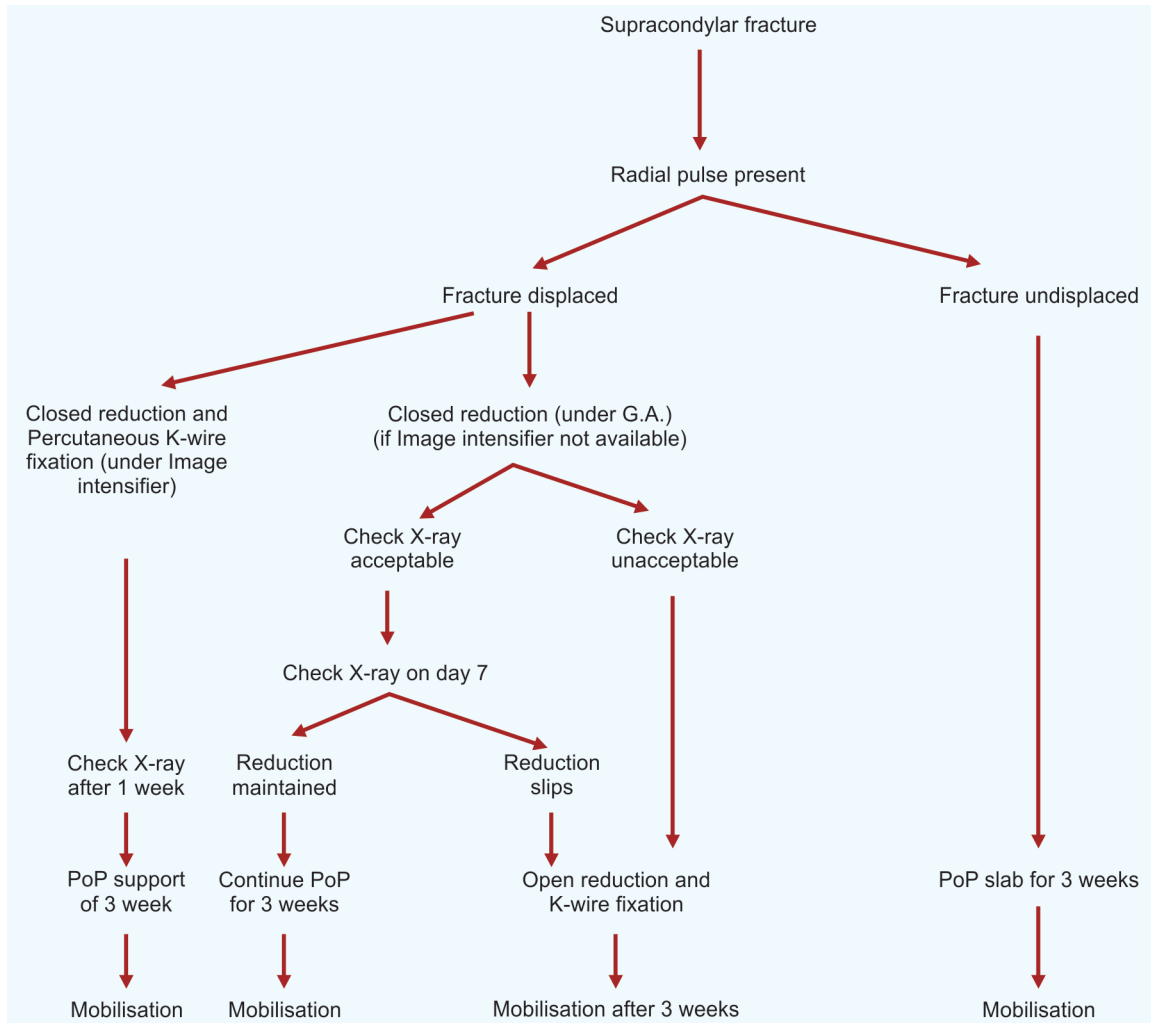 Supracondylar fracture
Radial pulse present
Fracture displaced
Fracture undisplaced
Closed reduction and
Percutaneous K-wire
fixation (under Image
intensifier)
Closed reduction (under G.A.)
(if Image intensifier not available)
Check X-ray
acceptable
Check X-ray
unacceptable
Check X-ray on day 7
Check X-ray
after 1 week
Reduction
maintained
Reduction
slips
PoP support
of 3 week
Continue PoP
for 3 weeks
Open reduction and
K-wire fixation
PoP slab for 3 weeks
Mobilisation
Mobilisation
Mobilisation after 3 weeks
Mobilisation